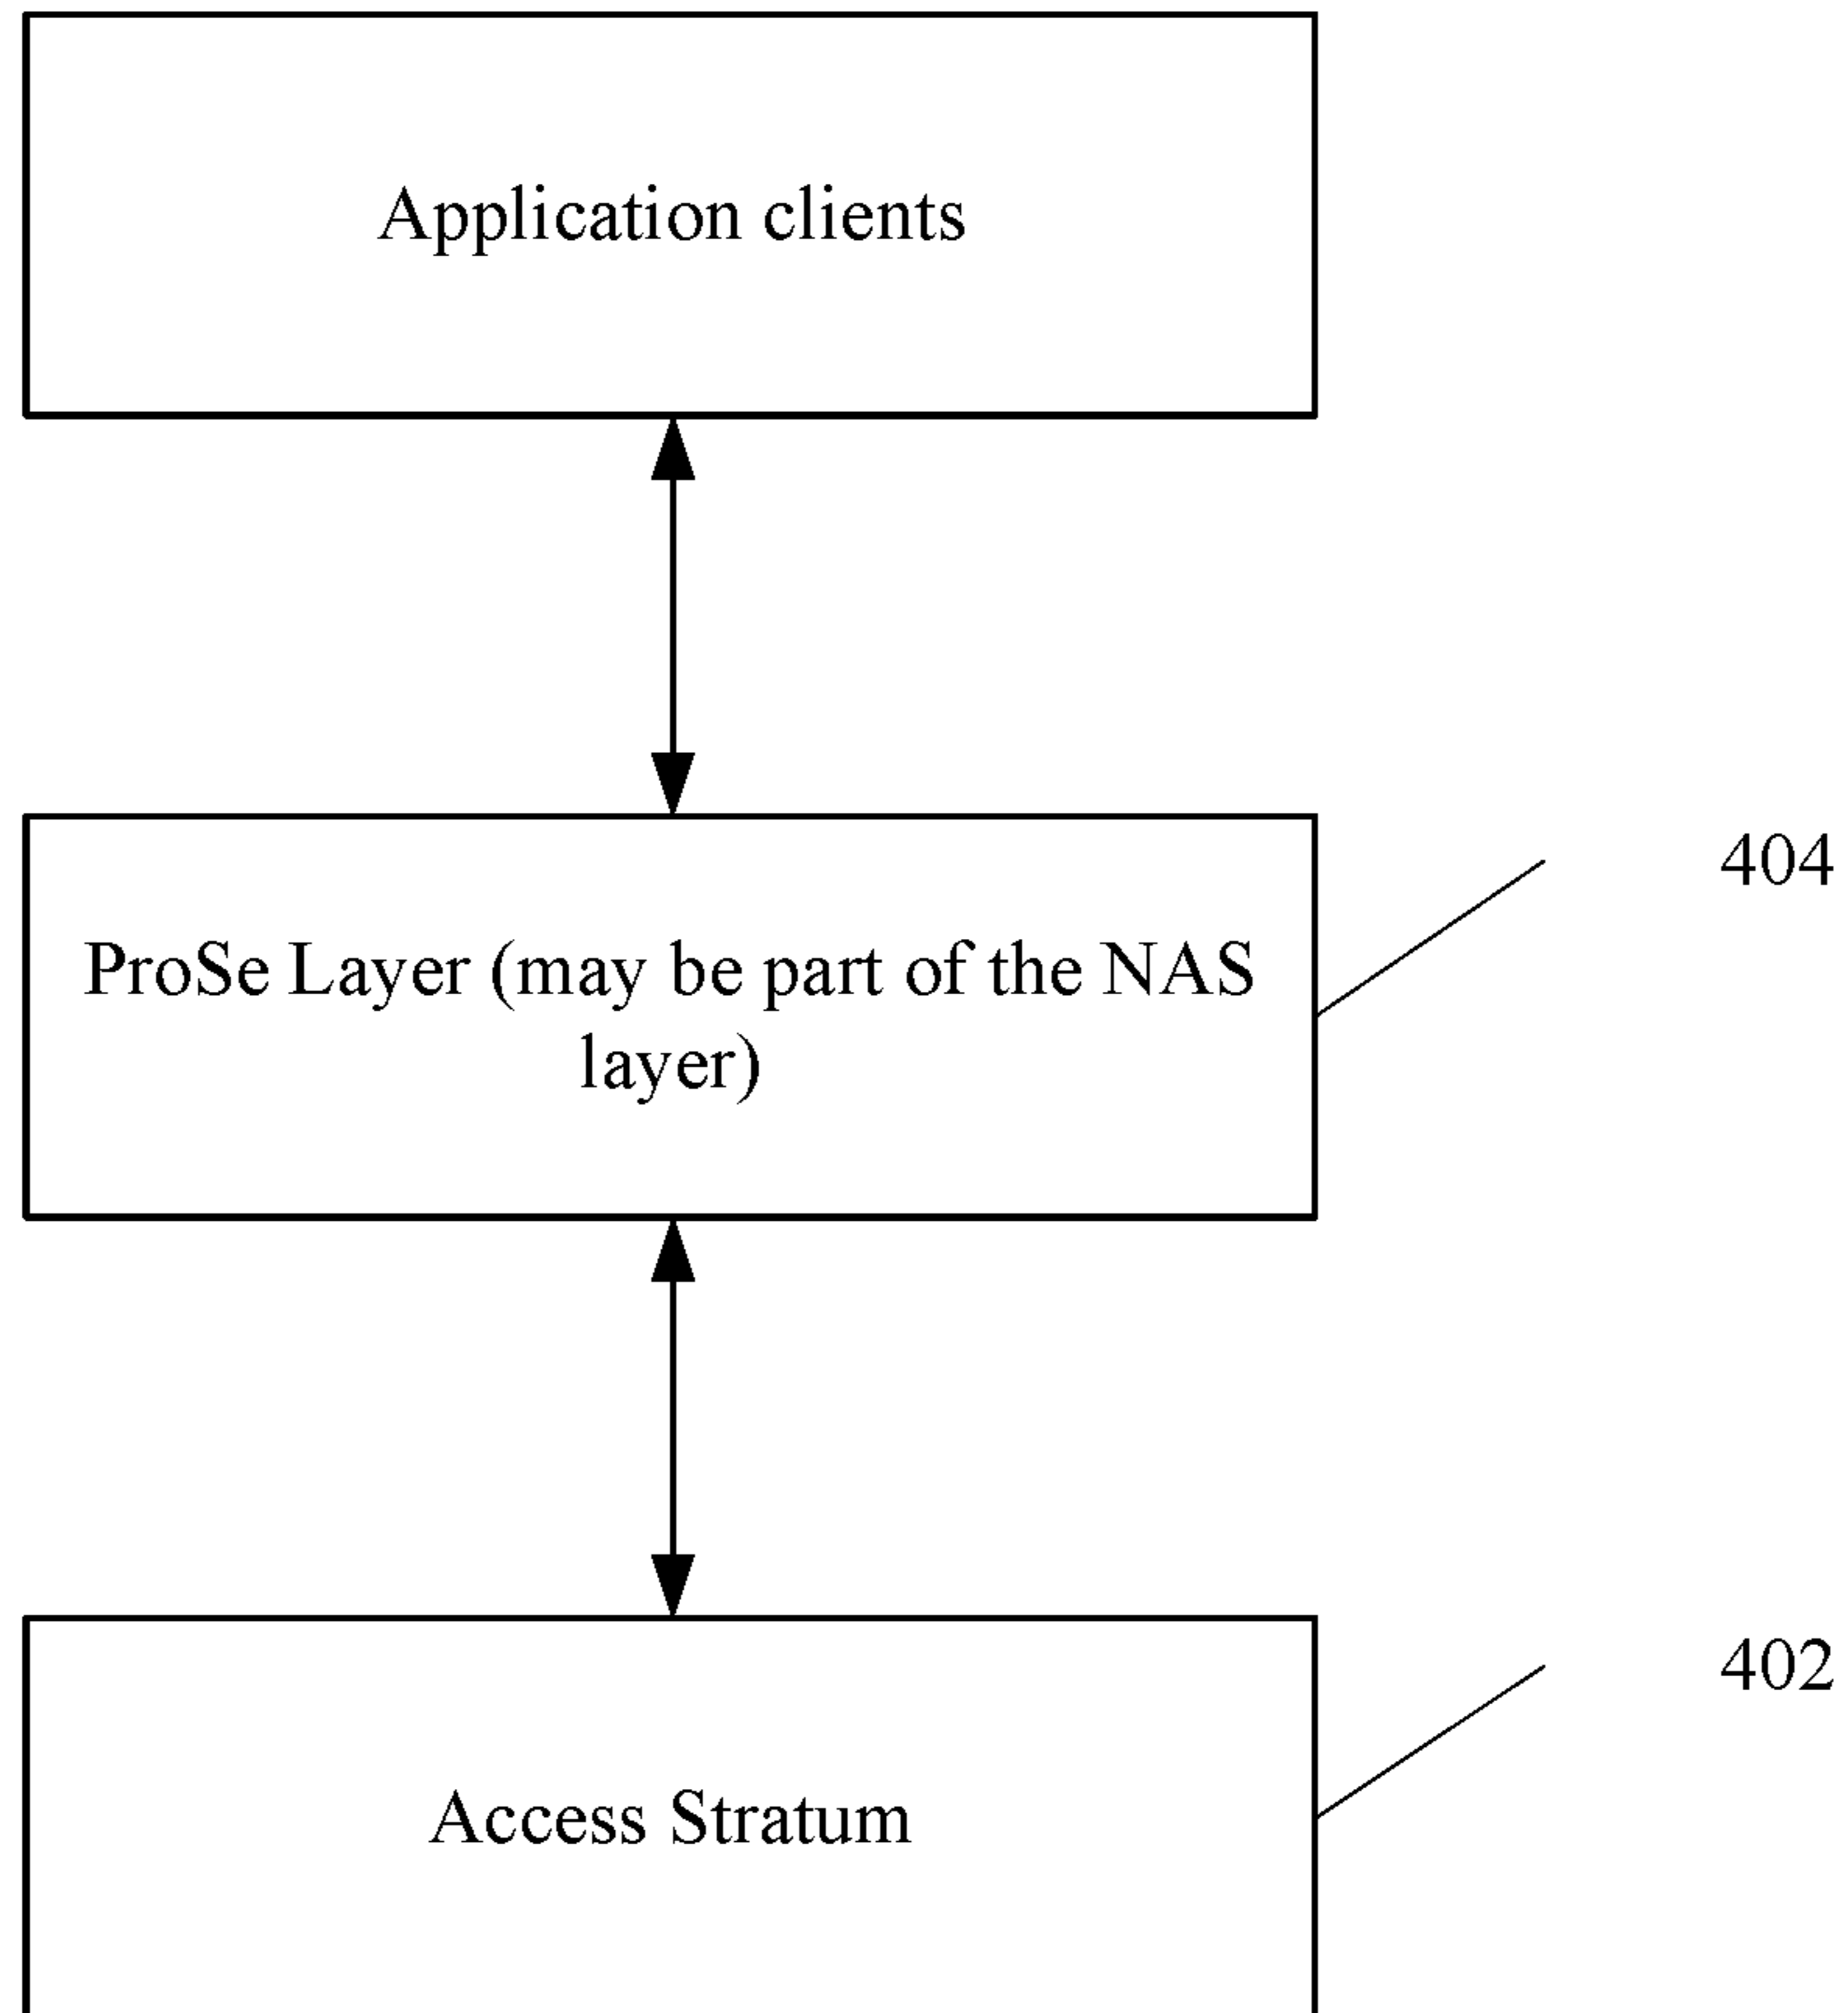 Application clients
404
ProSe Layer (may be part of the NAS
layer)
402
Access Stratum